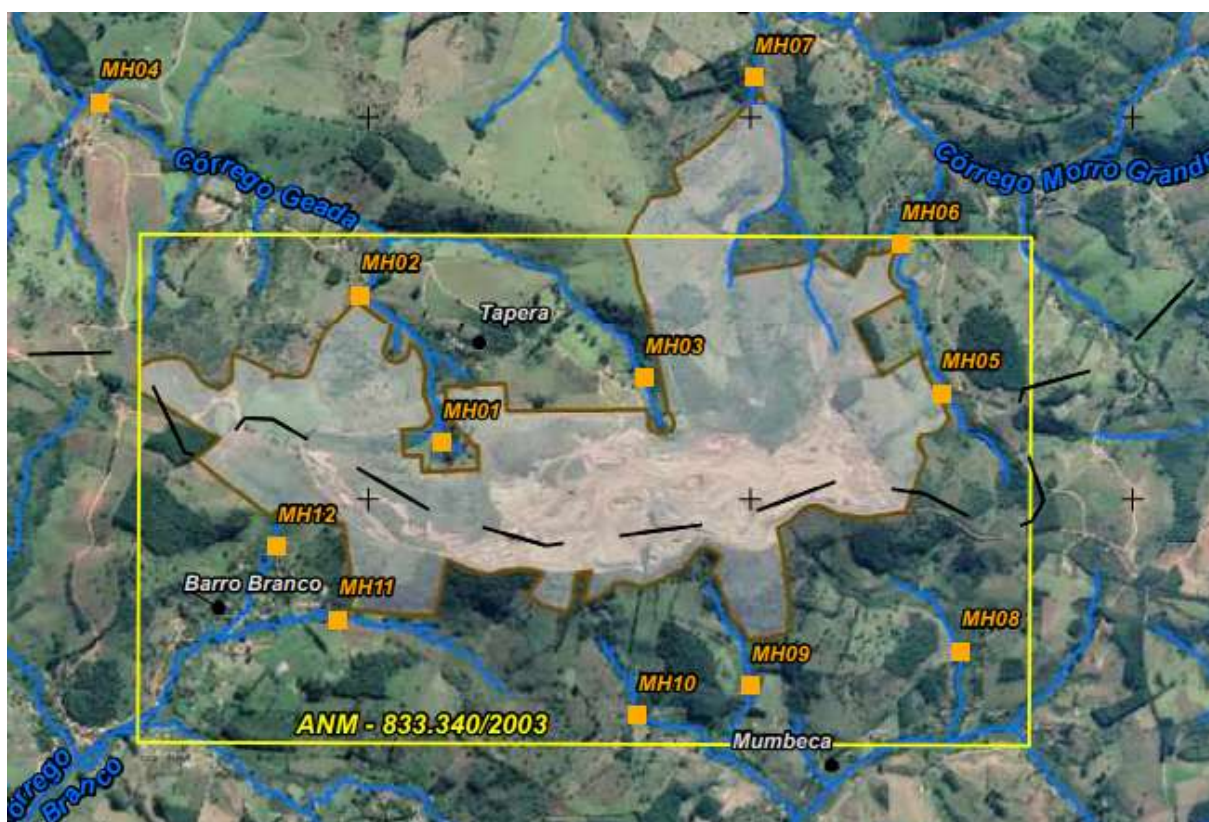 MH07
MH04
Córrego Geada
Córrego Morro Grande
MH06
MH02
Tapera
MH03
MH05
MH01
MH12
Barro Branco
MH11
MH08
MH09
MH10
ANM - 833.340/2003
Mumbeca
Branco